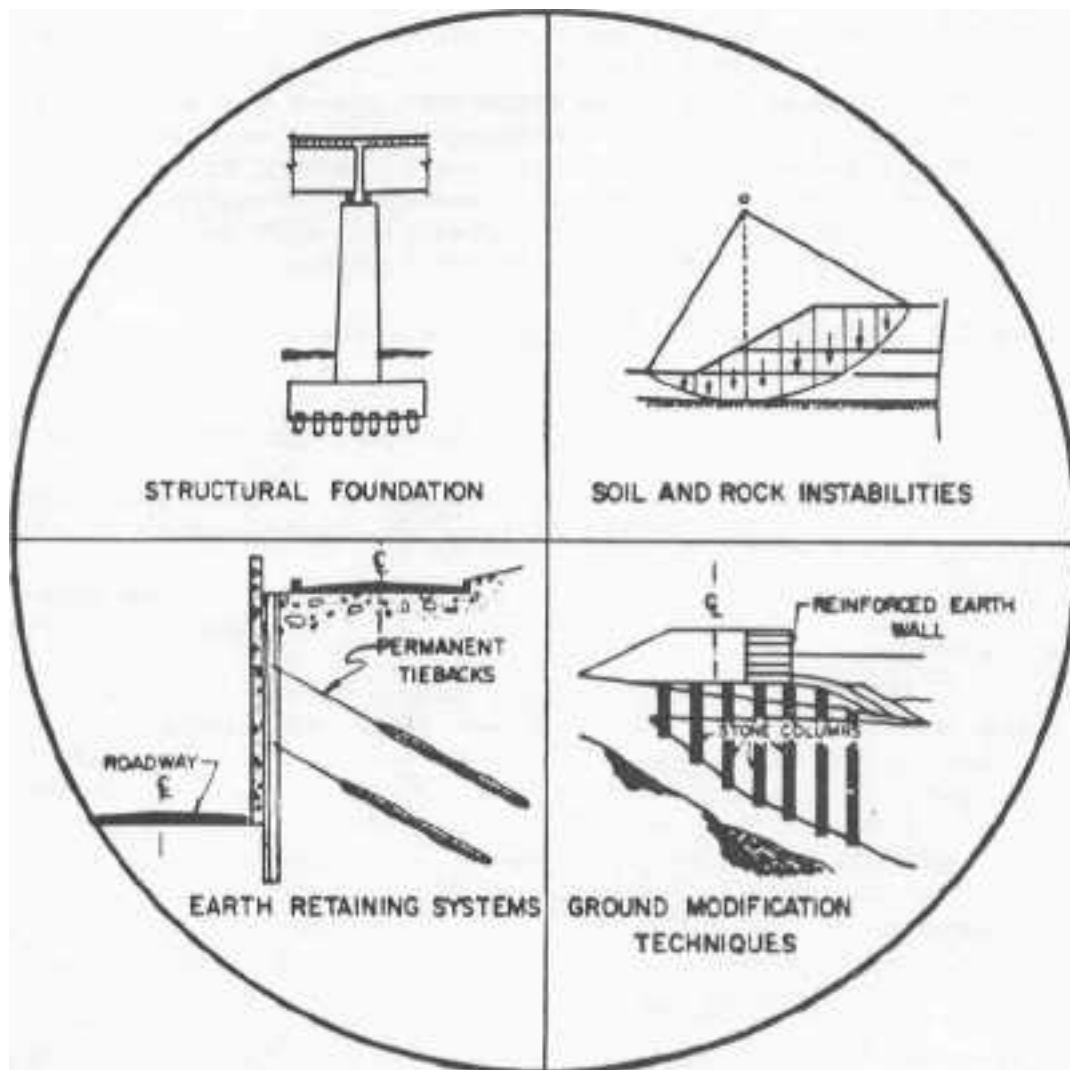 STRUCTURAL FOUNDATION
SOIL AND ROCK INSTABILITIES
℄
PERMANENT
TIEBACKS
ROADWAY
℄
EARTH RETAINING SYSTEMS
℄
REINFORCED EARTH
WALL
STONE COLUMNS
GROUND MODIFICATION
TECHNIQUES